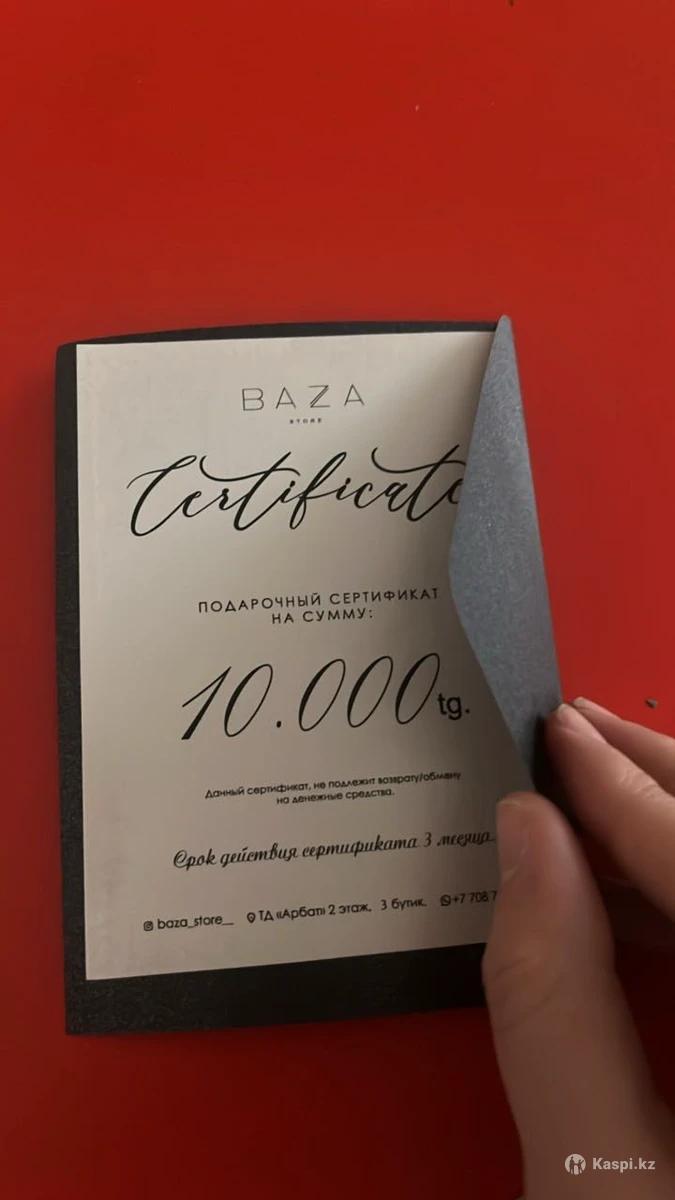 BAZA
STORE
Certificate
ПОДАРОЧНЫЙ СЕРТИФИКАТ
НА СУММУ:
10.000 tg.
Данный сертификат, не подлежит возврату/обмену
на денежные средства.
Срок действия сертификата 3 месяца.
baza_store__ ТД «Арбат» 2 этаж, 3 бутик. +7 708 7
Kaspi.kz